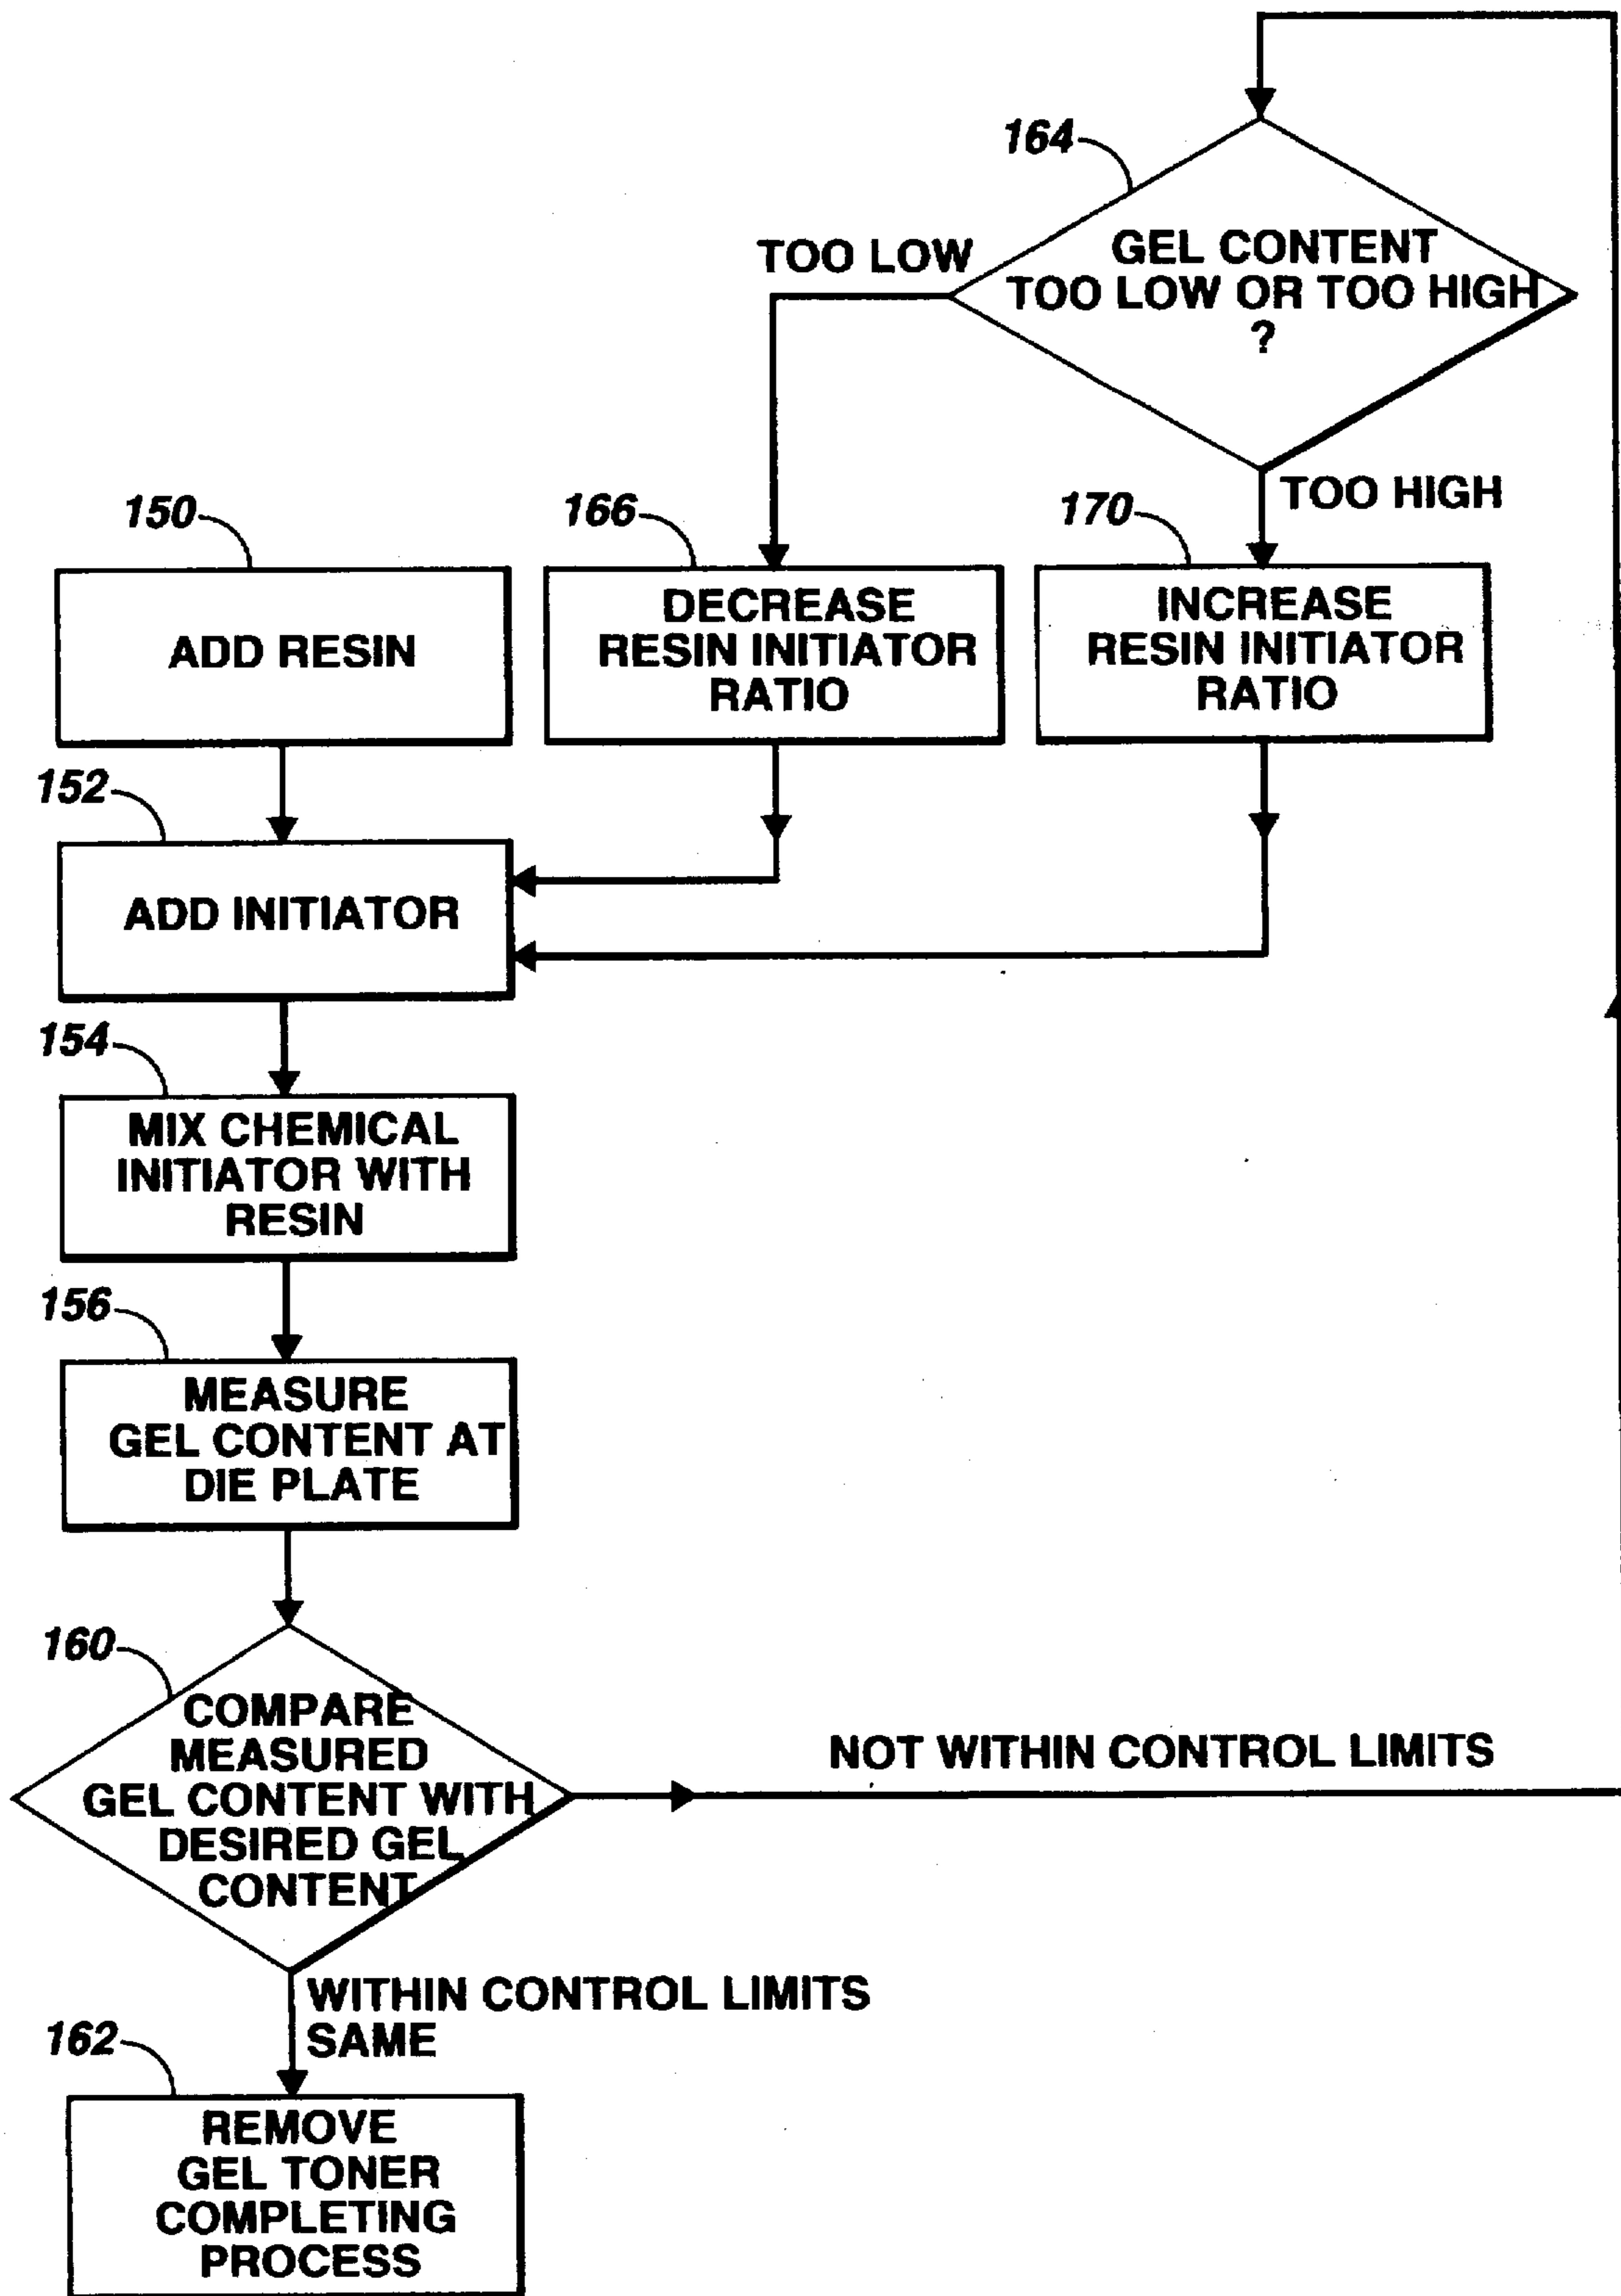 164
GEL CONTENT
TOO LOW OR TOO HIGH
?
TOO LOW
TOO HIGH
150
ADD RESIN
166
DECREASE
RESIN INITIATOR
RATIO
170
INCREASE
RESIN INITIATOR
RATIO
152
ADD INITIATOR
154
MIX CHEMICAL
INITIATOR WITH
RESIN
156
MEASURE
GEL CONTENT AT
DIE PLATE
160
COMPARE
MEASURED
GEL CONTENT WITH
DESIRED GEL
CONTENT
NOT WITHIN CONTROL LIMITS
WITHIN CONTROL LIMITS
SAME
162
REMOVE
GEL TONER
COMPLETING
PROCESS